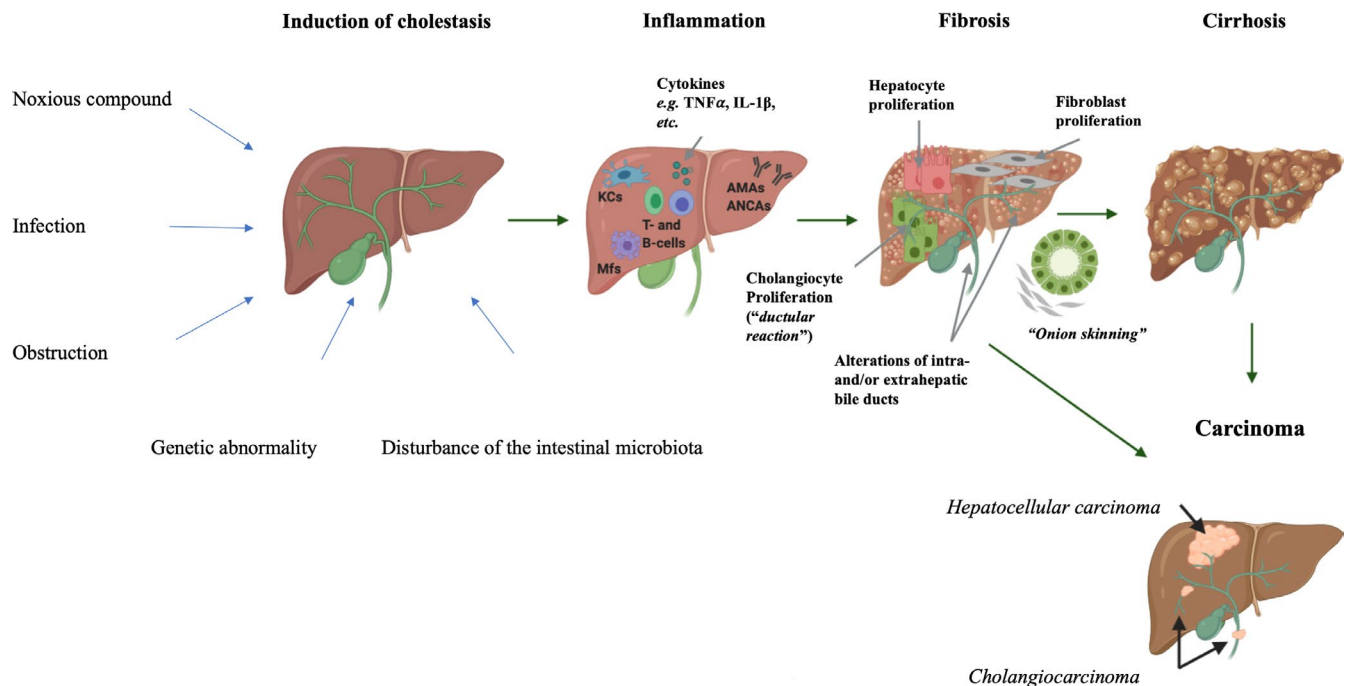 Induction of cholestasis
Inflammation
Fibrosis
Cirrhosis
Noxious compound
Infection
Obstruction
Genetic abnormality
Disturbance of the intestinal microbiota
Cytokines
e.g. TNFα, IL-1β,
etc.
KCs
T- and
B-cells
Mfs
AMAs
ANCAs
Hepatocyte
proliferation
Fibroblast
proliferation
Cholangiocyte
Proliferation
(“ductular
reaction”)
Alterations of intra-
and/or extrahepatic
bile ducts
“Onion skinning”
Carcinoma
Hepatocellular carcinoma
Cholangiocarcinoma